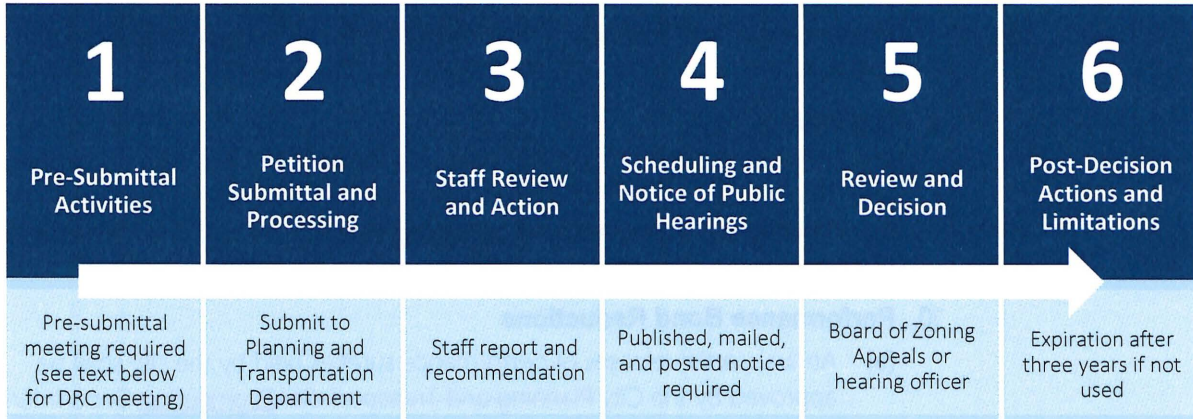 1
Pre-Submittal
Activities
Pre-submittal
meeting required
(see text below
for DRC meeting)
2
Petition
Submittal and
Processing
Submit to
Planning and
Transportation
Department
3
Staff Review
and Action
Staff report and
recommendation
4
Scheduling and
Notice of Public
Hearings
Published, mailed,
and posted notice
required
5
Review and
Decision
Board of Zoning
Appeals or
hearing officer
6
Post-Decision
Actions and
Limitations
Expiration after
three years if not
used